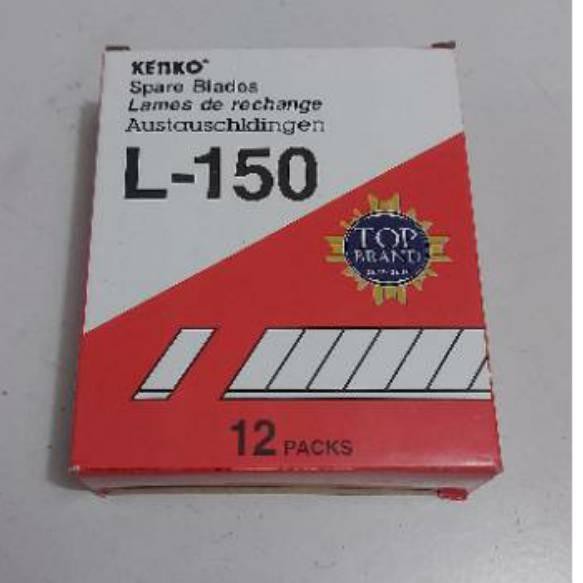 KENKO
Spare Blades
Lames de rechange
Austauschklingen
L-150
TOP
BRAND
12 PACKS